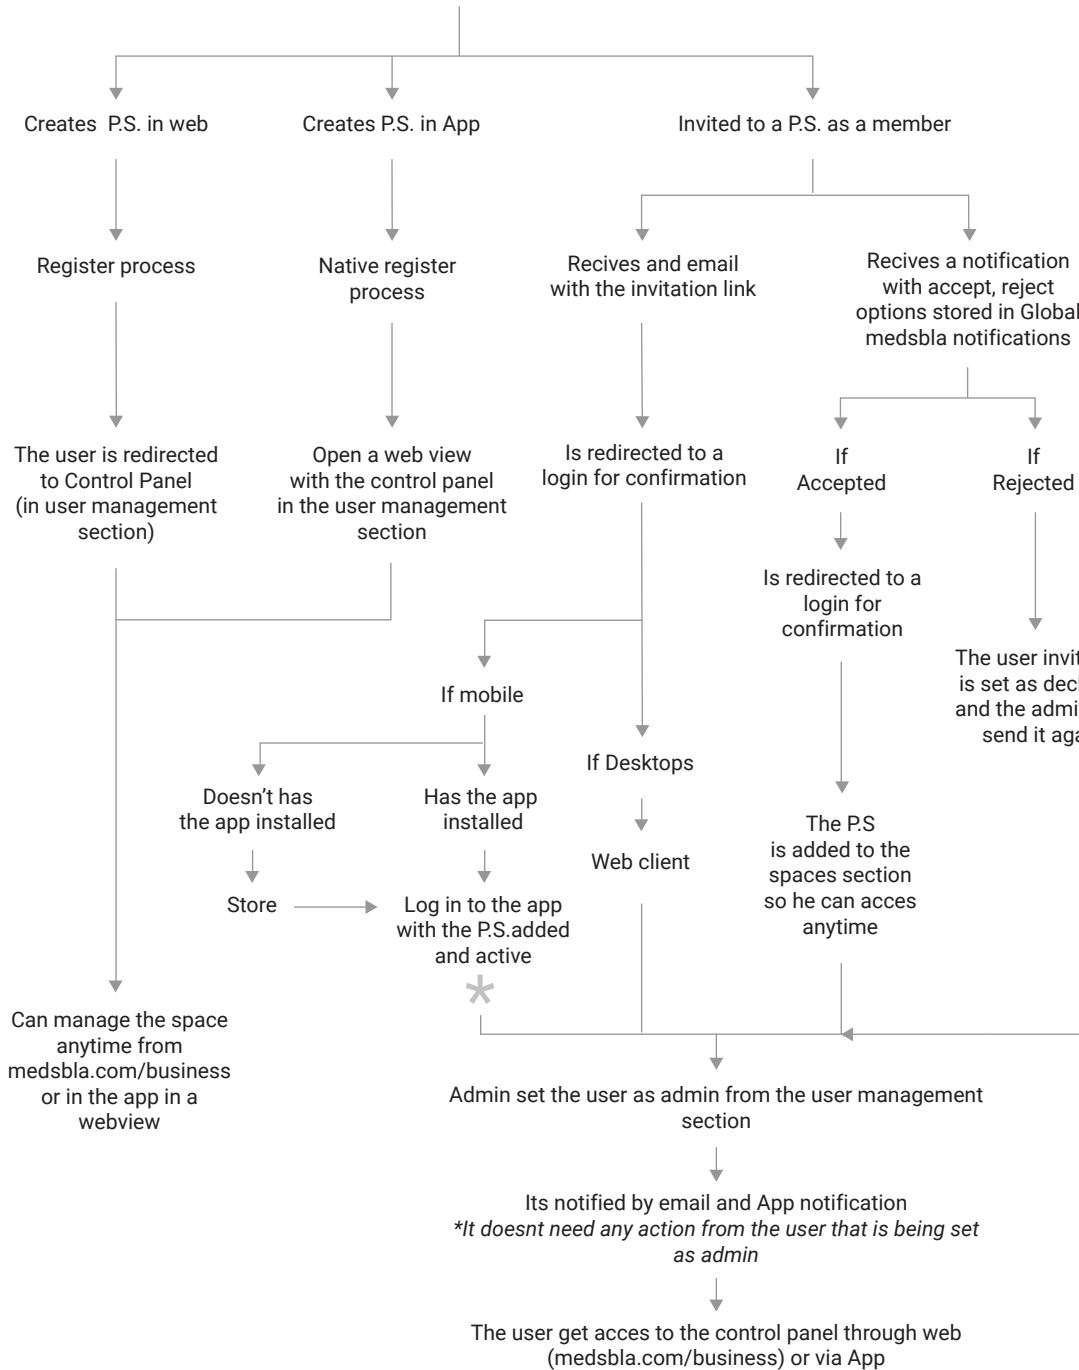 Creates P.S. in web
Creates P.S. in App
Invited to a P.S. as a member
Register process
Native register
process
Recives and email
with the invitation link
Recives a notification
with accept, reject
options stored in Global
medsbla notifications
The user is redirected
to Control Panel
(in user management
section)
Open a web view
with the control panel
in the user management
section
Is redirected to a
login for confirmation
If
Accepted
If
Rejected
Is redirected to a
login for
confirmation
The user
is set as
and the
send it
If mobile
If Desktops
Doesn't has
the app installed
Has the app
installed
The P.S
is added to the
spaces section
so he can acces
anytime
Web client
Store
Log in to the app
with the P.S.added
and active
*
Can manage the space
anytime from
medsbla.com/business
or in the app in a
webview
Admin set the user as admin from the user management
section
Its notified by email and App notification
*It doesnt need any action from the user that is being set
as admin
The user get acces to the control panel through web
(medsbla.com/business) or via App